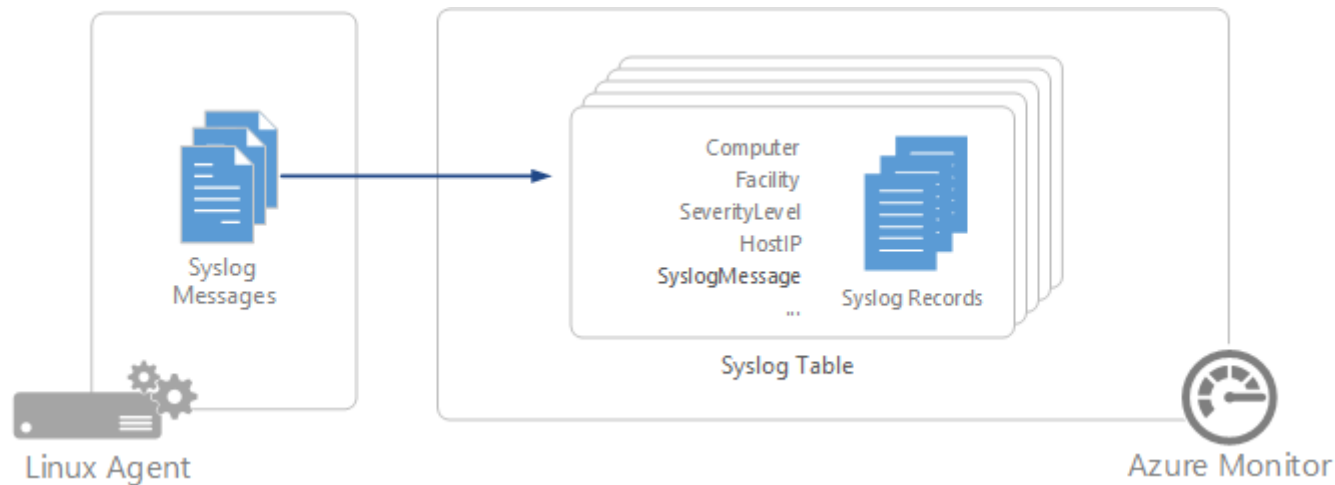 Syslog
Messages
Linux Agent
Computer
Facility
SeverityLevel
HostIP
SyslogMessage
...
Syslog Records
Syslog Table
Azure Monitor